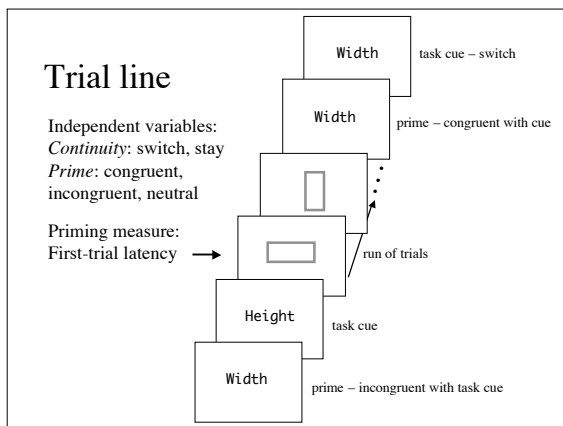 Trial line
Independent variables:
Continuity: switch, stay
Prime: congruent,
incongruent, neutral
Priming measure:
First-trial latency
Width
task cue – switch
Width
prime – congruent with cue
run of trials
Height
task cue
Width
prime – incongruent with task cue